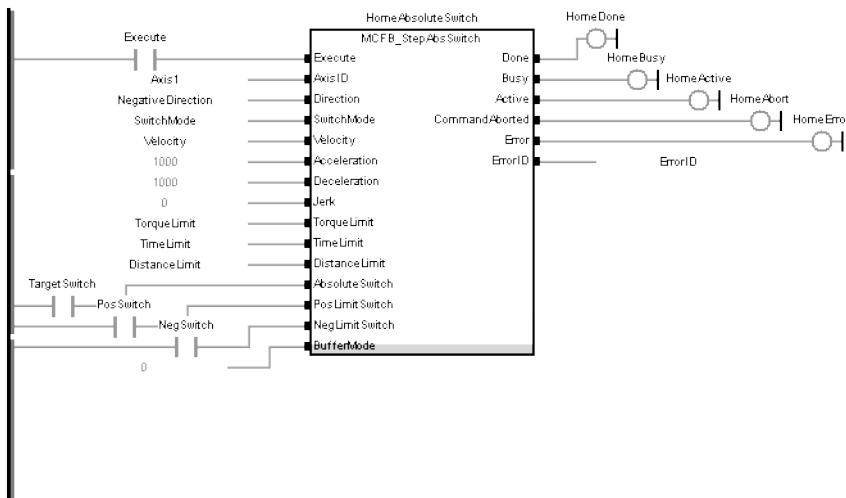 HomeAbsoluteSwitch
HomeDone
Execute
MCFB_StepAbsSwitch
Execute
Done
HomeBusy
Axis1
AxisID
Busy
HomeActive
NegativeDirection
Direction
Active
HomeAbort
SwitchMode
SwitchMode
CommandAborted
HomeErro
Velocity
Velocity
Error
1000
Acceleration
ErrorID
ErrorID
1000
Deceleration
0
Jerk
TorqueLimit
TorqueLimit
TimeLimit
TimeLimit
DistanceLimit
DistanceLimit
TargetSwitch
AbsoluteSwitch
PosSwitch
PosLimitSwitch
NegSwitch
NegLimitSwitch
BufferMode
0